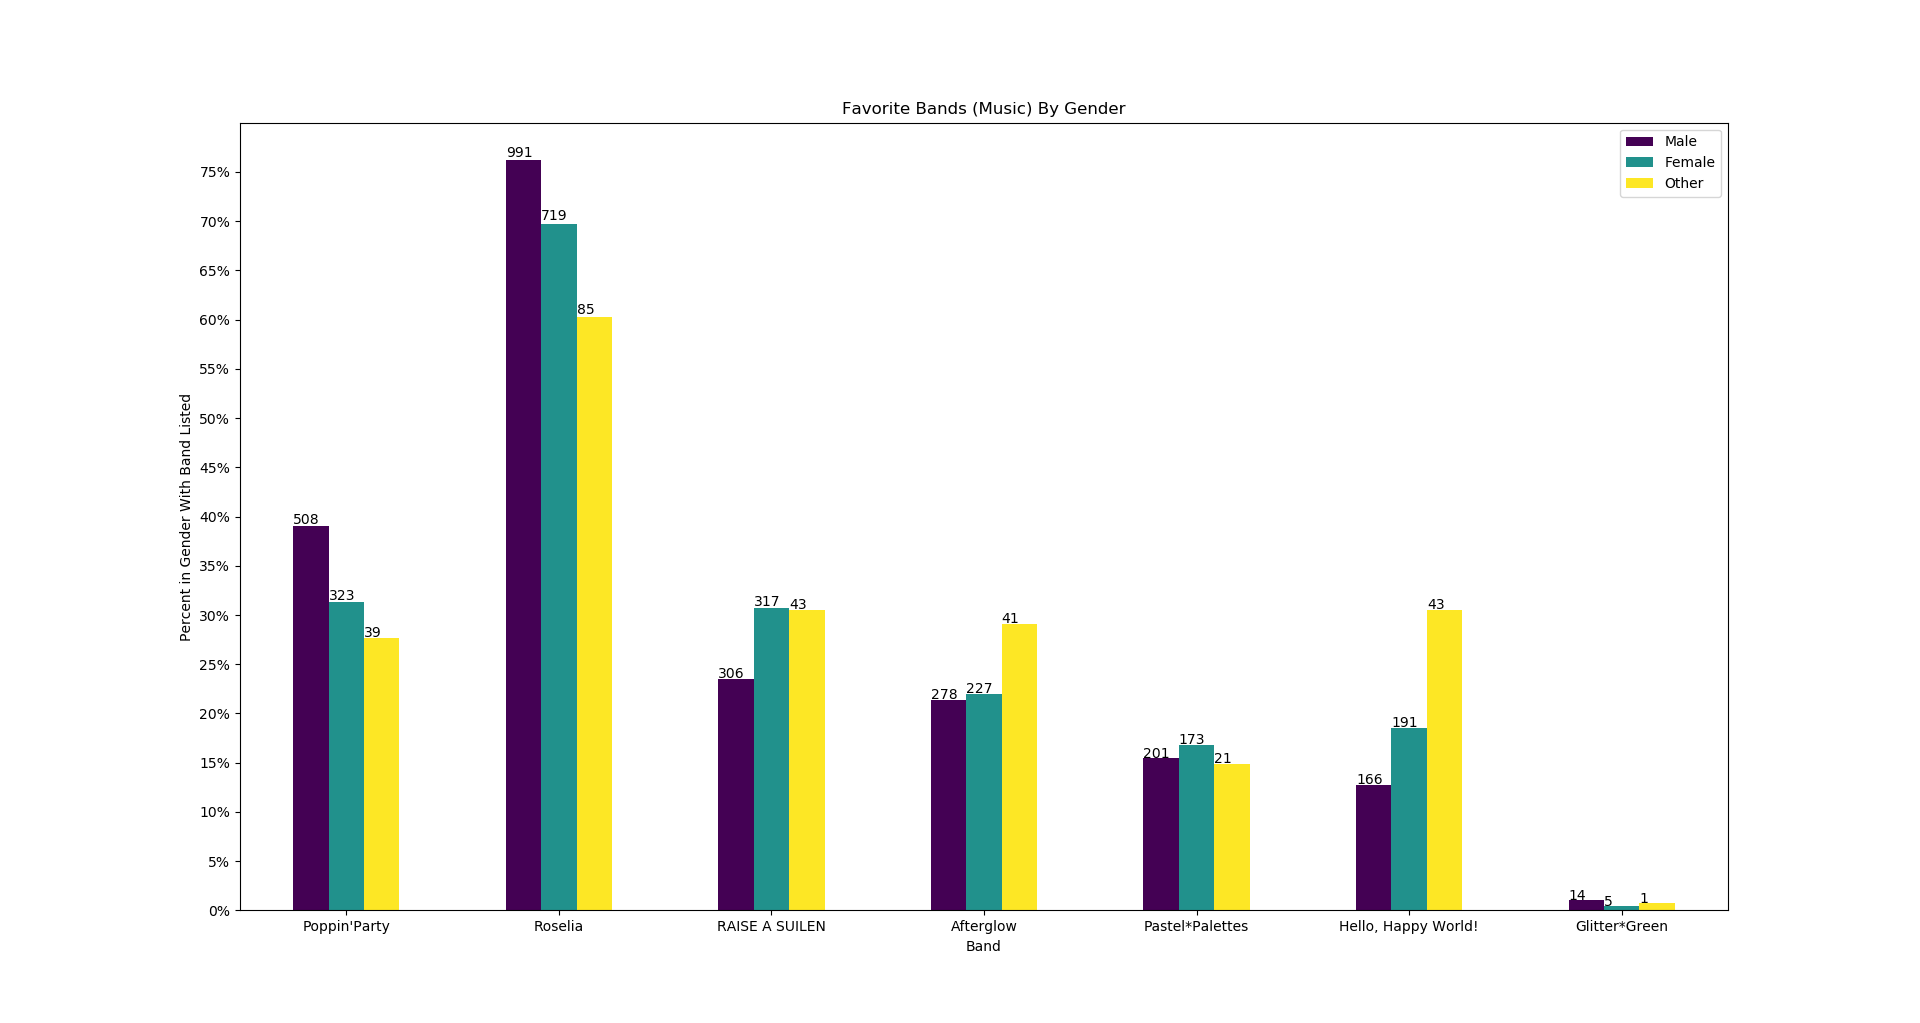 Favorite Bands (Music) By Gender
Male
Female
Other
Percent in Gender With Band Listed
75%
70%
65%
60%
55%
50%
45%
40%
35%
30%
25%
20%
15%
10%
5%
0%
508
323
39
991
719
85
306
317
43
278
227
41
201
173
21
166
191
43
14
5
1
Poppin'Party
Roselia
RAISE A SUILEN
Afterglow
Pastel*Palettes
Hello, Happy World!
Glitter*Green
Band